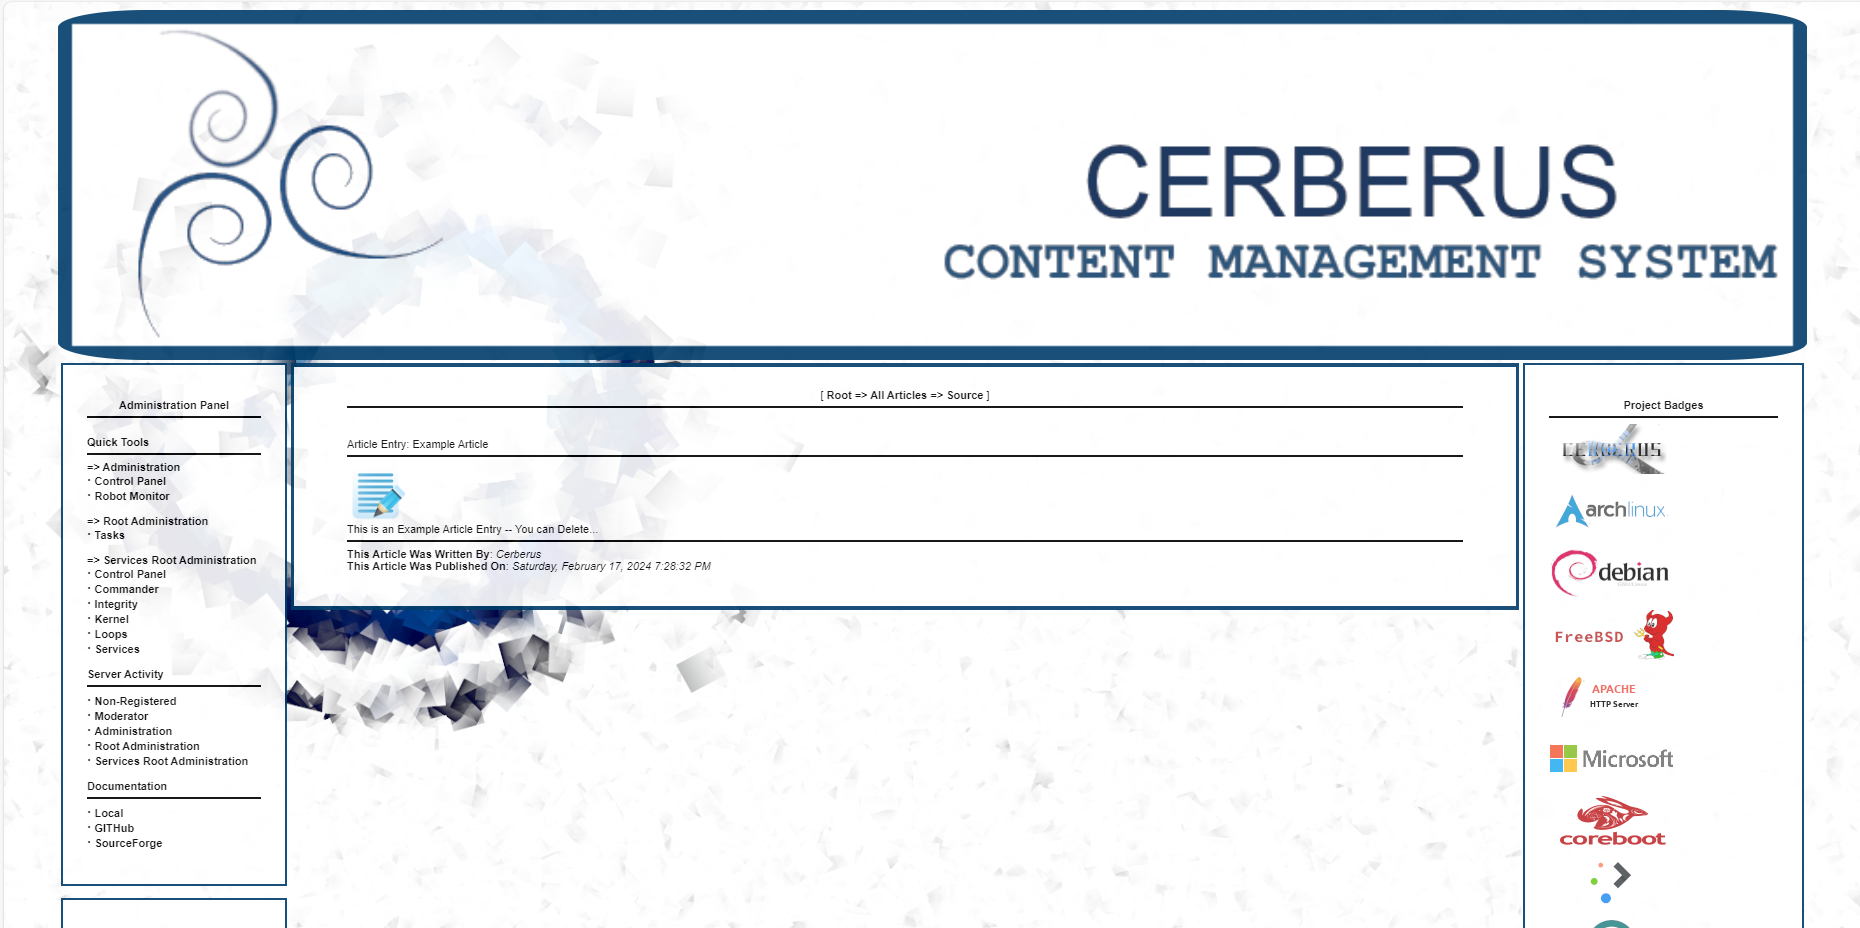 CERBERUS
CONTENT MANAGEMENT SYSTEM
Administration Panel
Quick Tools
=> Administration
· Control Panel
· Robot Monitor
=> Root Administration
· Tasks
=> Services Root Administration
· Control Panel
· Commander
· Integrity
· Kernel
· Loops
· Services
Server Activity
· Non-Registered
· Moderator
· Administration
· Root Administration
· Services Root Administration
Documentation
· Local
· GITHub
· SourceForge
[ Root => All Articles => Source ]
Article Entry: Example Article
This is an Example Article Entry -- You can Delete...
This Article Was Written By: Cerberus
This Article Was Published On: Saturday, February 17, 2024 7:28:32 PM
Project Badges
CERBERUS
archlinux
debian
FreeBSD
APACHE
HTTP Server
Microsoft
coreboot